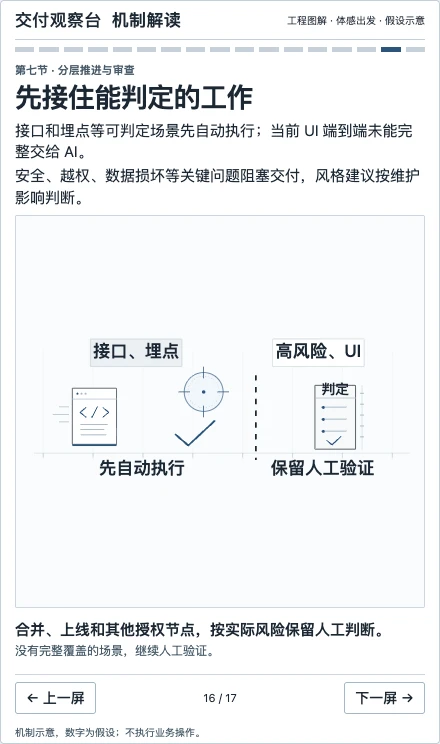 交付观察台 机制解读
工程图解 · 体感出发 · 假设示意
第七节 · 分层推进与审查
先接住能判定的工作
接口和埋点等可判定场景先自动执行；当前 UI 端到端未能完
整交给 AI。
安全、越权、数据损坏等关键问题阻塞交付，风格建议按维护
影响判断。
接口、埋点
高风险、UI
</>
判定
先自动执行
保留人工验证
合并、上线和其他授权节点，按实际风险保留人工判断。
没有完整覆盖的场景，继续人工验证。
← 上一屏
16 / 17
下一屏 →
机制示意，数字为假设；不执行业务操作。